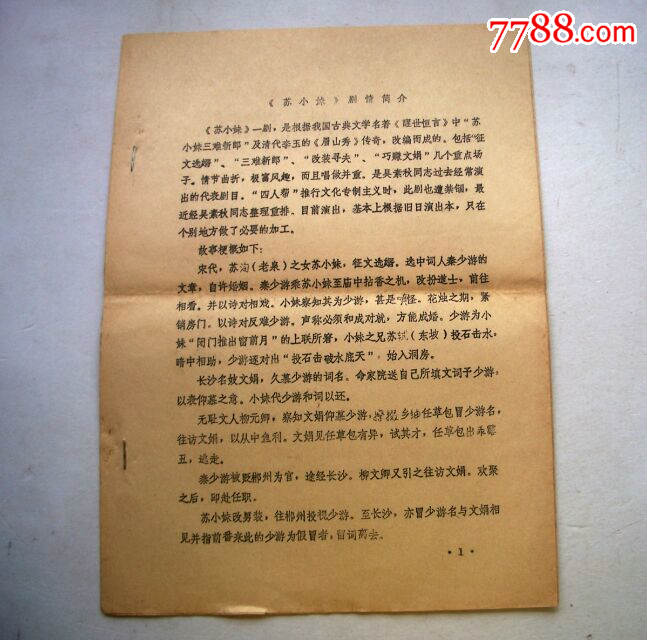 7788.com
《苏小妹》剧情简介
《苏小妹》一剧，是根据我国古典文学名著《醒世恒言》中“苏
小妹三难新郎”及清代李玉的《眉山秀》传奇，改编而成的。包括“征
文选婿”、“三难新郎”、“改装寻夫”、“巧赚文娟”几个重点场
子。情节曲折，极富风趣，而且唱做并重。是吴素秋同志过去经常演
出的代表剧目。“四人帮”推行文化专制主义时，此剧也遭禁锢，最
近经吴素秋同志整理重排、目前演出，基本上根据旧日演出本，只在
个别地方做了必要的加工。
故事梗概如下：
宋代，苏洵（老泉）之女苏小妹，征文选婿。选中词人秦少游的
文章，自许婚姻。秦少游乘苏小妹至庙中拈香之机，改扮道士，前往
相看。并以诗对相戏。小妹察知其为少游，甚是嗔怪。花烛之期，紧
锁房门。以诗对反难少游。声称必须和成对就，方能成婚。少游为小
妹“闭门推出窗前月”的上联所窘，小妹之兄苏轼（东坡）投石击水，
暗中相助，少游遂对出“投石击破水底天”，始入洞房。
长沙名妓文娟，久慕少游的词名。命家院送自己所填文词予少游，
以表仰慕之意。小妹代少游和词以还。
无耻文人柳元卿，察知文娟仰慕少游，乡绅任草包冒少游名，
往访文娟，以从中鱼利。文娟见任草包有异，试其才，任草包出乖露
丑，逃走。
秦少游被贬郴州为官，途经长沙。柳文卿又引之往访文娟。欢聚
之后，即赴任职。
苏小妹改男装，往郴州投视少游。至长沙，亦冒少游名与文娟相
见并指前番来此的少游为假冒者，留词离去。
*1*